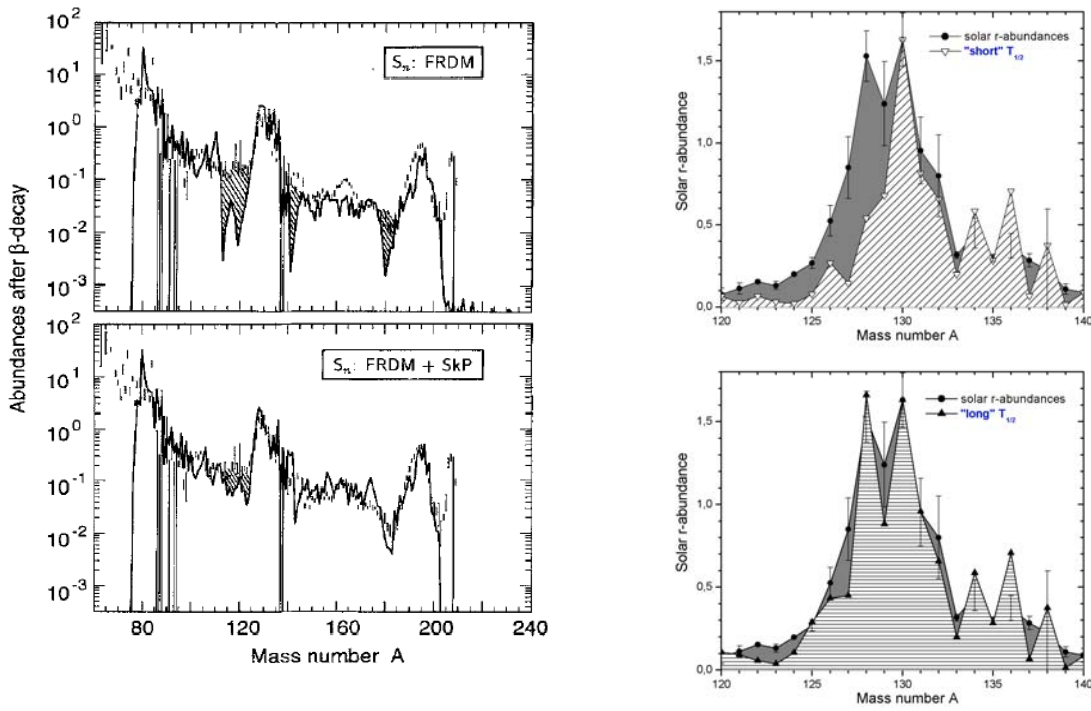 Abundances after β-decay
10²
10¹
10⁰
10⁻¹
10⁻²
10⁻³
Sₙ: FRDM
10²
10¹
10⁰
10⁻¹
10⁻²
10⁻³
Sₙ: FRDM + SkP
80 120 160 200 240
Mass number A
Solar r-abundance
1,5
1,0
0,5
0,0
solar r-abundances
"short" T1/2
120 125 130 135 140
Mass number A
Solar r-abundance
1,5
1,0
0,5
0,0
solar r-abundances
"long" T1/2
120 125 130 135 140
Mass number A